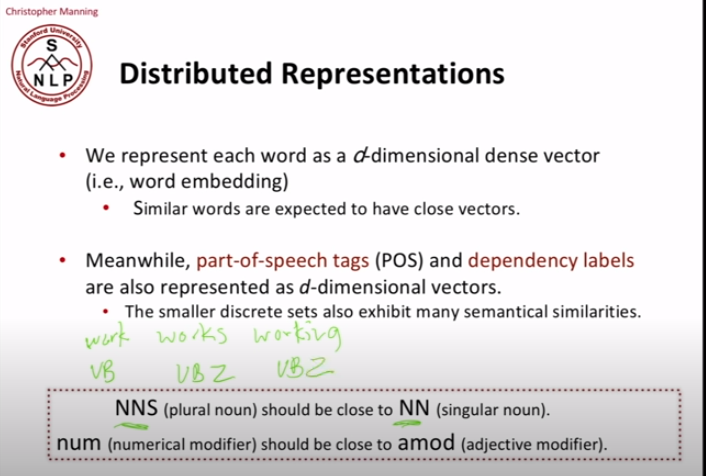 Christopher Manning
Stanford University
S
NLP
Natural Language Processing
Distributed Representations
• We represent each word as a d-dimensional dense vector
(i.e., word embedding)
• Similar words are expected to have close vectors.
• Meanwhile, part-of-speech tags (POS) and dependency labels
are also represented as d-dimensional vectors.
• The smaller discrete sets also exhibit many semantical similarities.
work works working
VB VBZ VBZ
NNS (plural noun) should be close to NN (singular noun).
num (numerical modifier) should be close to amod (adjective modifier).